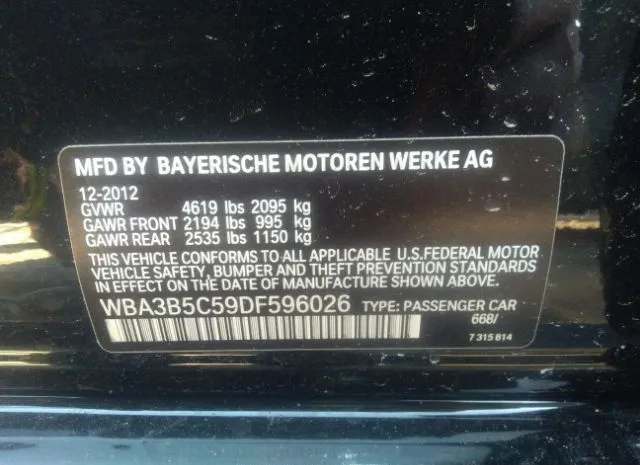 MFD BY BAYERISCHE MOTOREN WERKE AG
12-2012
GVWR 4619 lbs 2095 kg
GAWR FRONT 2194 lbs 995 kg
GAWR REAR 2535 lbs 1150 kg
THIS VEHICLE CONFORMS TO ALL APPLICABLE U.S.FEDERAL MOTOR
VEHICLE SAFETY, BUMPER AND THEFT PREVENTION STANDARDS
IN EFFECT ON THE DATE OF MANUFACTURE SHOWN ABOVE.
WBA3B5C59DF596026 TYPE: PASSENGER CAR
668/
7 315 814